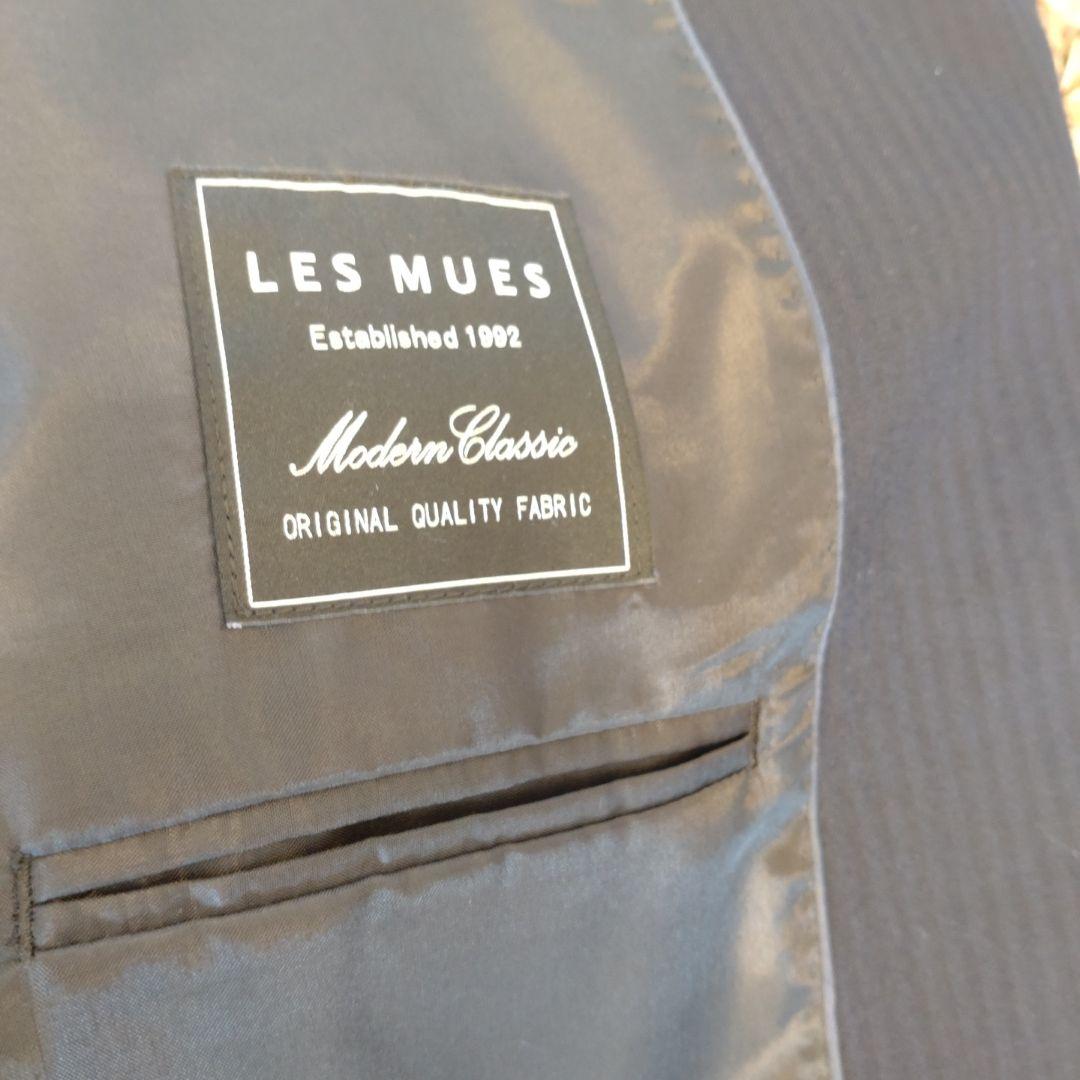 LES MUES
Established 1992
Modern Classic
ORIGINAL QUALITY FABRIC